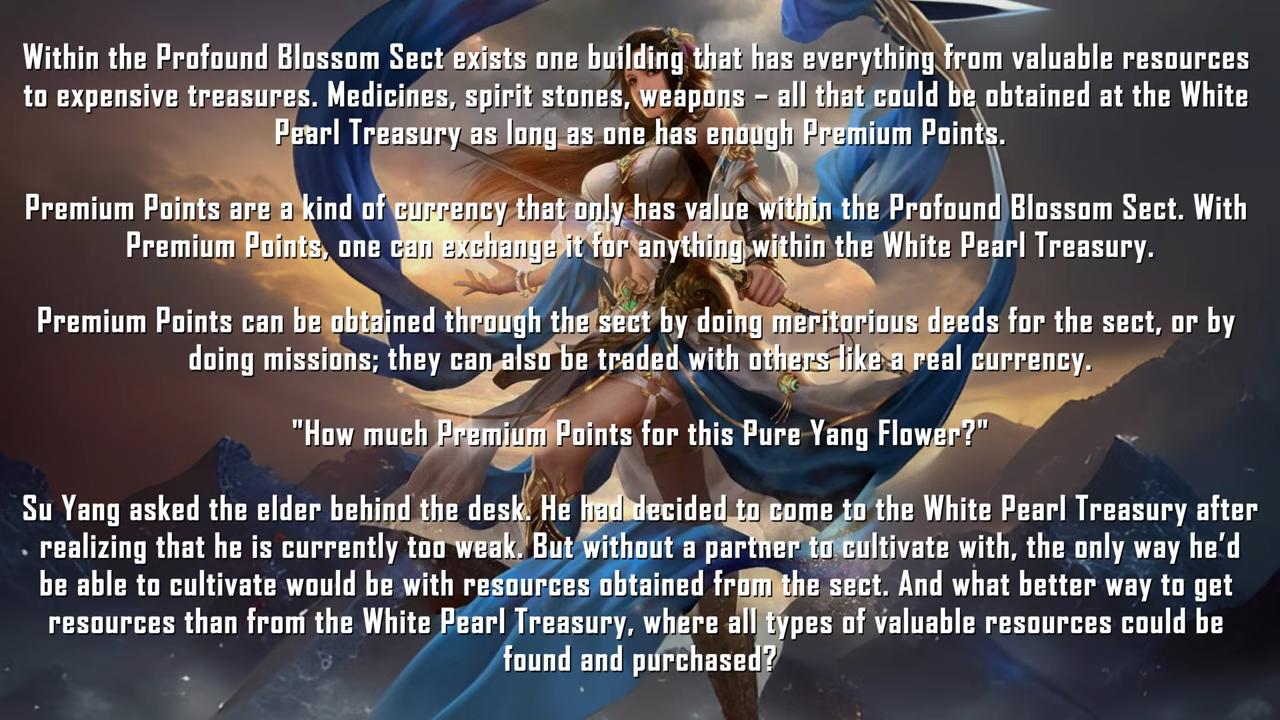 Within the Profound Blossom Sect exists one building that has everything from valuable resources
to expensive treasures. Medicines, spirit stones, weapons – all that could be obtained at the White
Pearl Treasury as long as one has enough Premium Points.
Premium Points are a kind of currency that only has value within the Profound Blossom Sect. With
Premium Points, one can exchange it for anything within the White Pearl Treasury.
Premium Points can be obtained through the sect by doing meritorious deeds for the sect, or by
doing missions; they can also be traded with others like a real currency.
"How much Premium Points for this Pure Yang Flower?"
Su Yang asked the elder behind the desk. He had decided to come to the White Pearl Treasury after
realizing that he is currently too weak. But without a partner to cultivate with, the only way he’d
be able to cultivate would be with resources obtained from the sect. And what better way to get
resources than from the White Pearl Treasury, where all types of valuable resources could be
found and purchased?